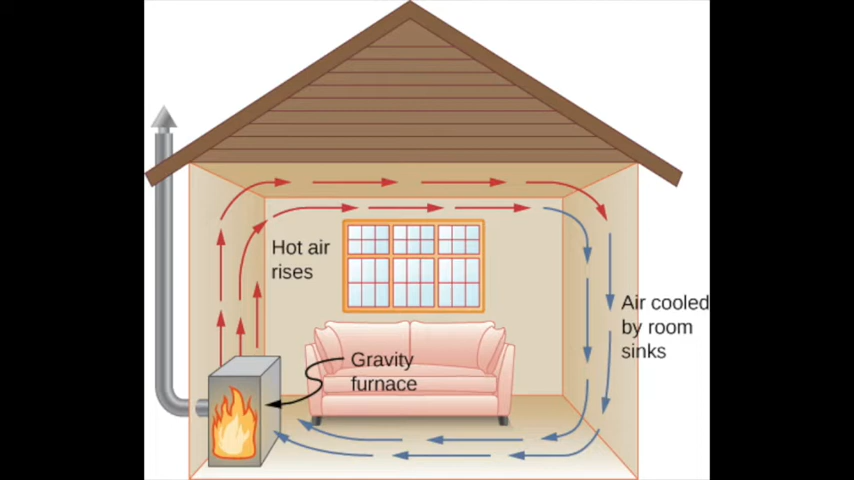 Hot air
rises
Air cooled
by room
sinks
Gravity
furnace